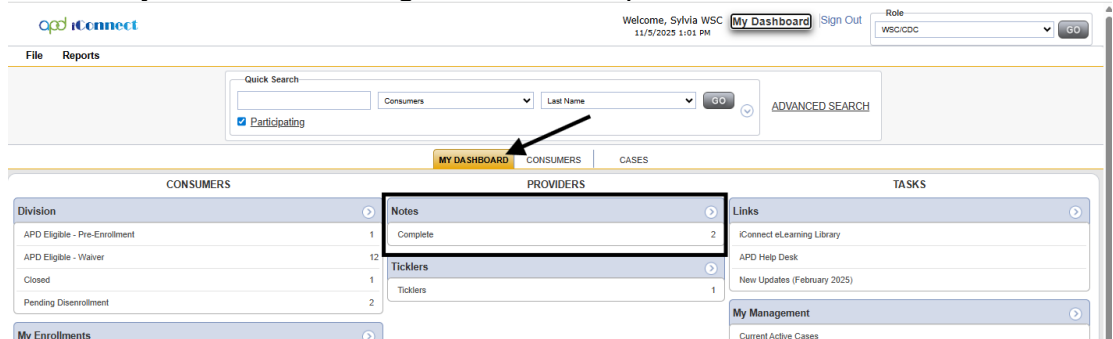 apd iConnect
Welcome, Sylvia WSC
11/5/2025 1:01 PM
My Dashboard
Sign Out
Role
WSC/CDC
GO
File Reports
Quick Search
Consumers
Last Name
GO
ADVANCED SEARCH
Participating
MY DASHBOARD
CONSUMERS
CASES
CONSUMERS
Division
APD Eligible - Pre-Enrollment 1
APD Eligible - Waiver 12
Closed 1
Pending Disenrollment 2
My Enrollments
PROVIDERS
Notes
Complete 2
Ticklers
Ticklers 1
TASKS
Links
iConnect eLearning Library
APD Help Desk
New Updates (February 2025)
My Management
Current Active Cases